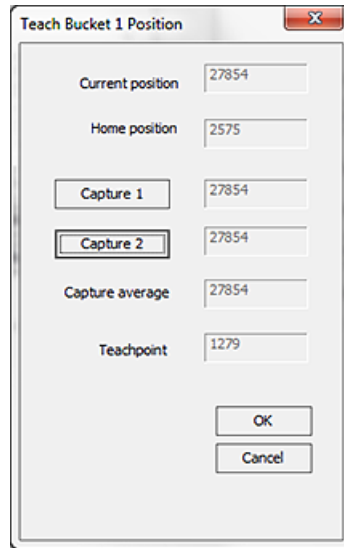 Teach Bucket 1 Position
Current position 27854
Home position 2575
Capture 1 27854
Capture 2 27854
Capture average 27854
Teachpoint 1279
OK
Cancel